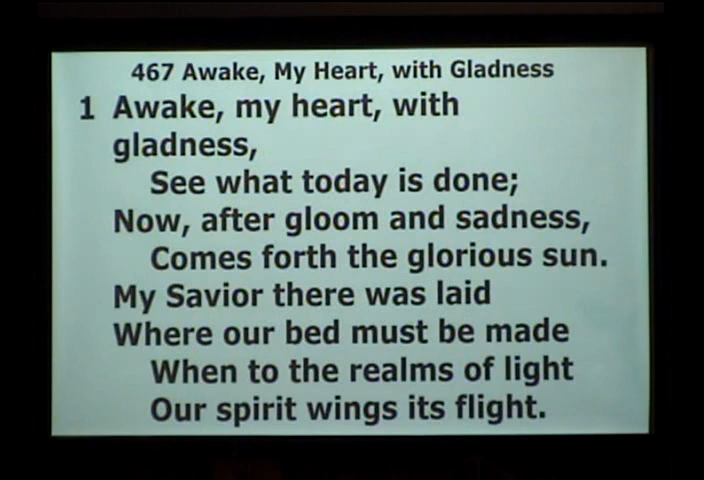 467 Awake, My Heart, with Gladness
1 Awake, my heart, with
gladness,
See what today is done;
Now, after gloom and sadness,
Comes forth the glorious sun.
My Savior there was laid
Where our bed must be made
When to the realms of light
Our spirit wings its flight.